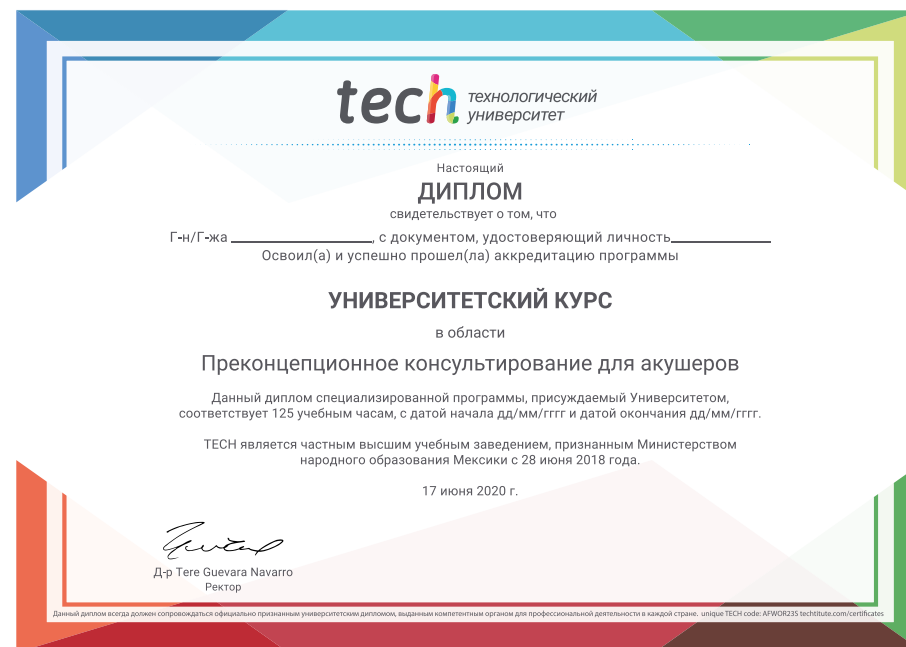 tech технологический
университет
Настоящий
ДИПЛОМ
свидетельствует о том, что
Г-н/Г-жа ____________________, с документом, удостоверяющий личность______________
Освоил(а) и успешно прошел(ла) аккредитацию программы
УНИВЕРСИТЕТСКИЙ КУРС
в области
Преконцепционное консультирование для акушеров
Данный диплом специализированной программы, присуждаемый Университетом,
соответствует 125 учебным часам, с датой начала дд/мм/гггг и датой окончания дд/мм/гггг.
TECH является частным высшим учебным заведением, признанным Министерством
народного образования Мексики с 28 июня 2018 года.
17 июня 2020 г.
Д-р Tere Guevara Navarro
Ректор
Данный диплом всегда должен сопровождаться официально признанным университетским дипломом, выданным компетентным органом для профессиональной деятельности в каждой стране. unique TECH code: AFWOR23S techtitute.com/certificates